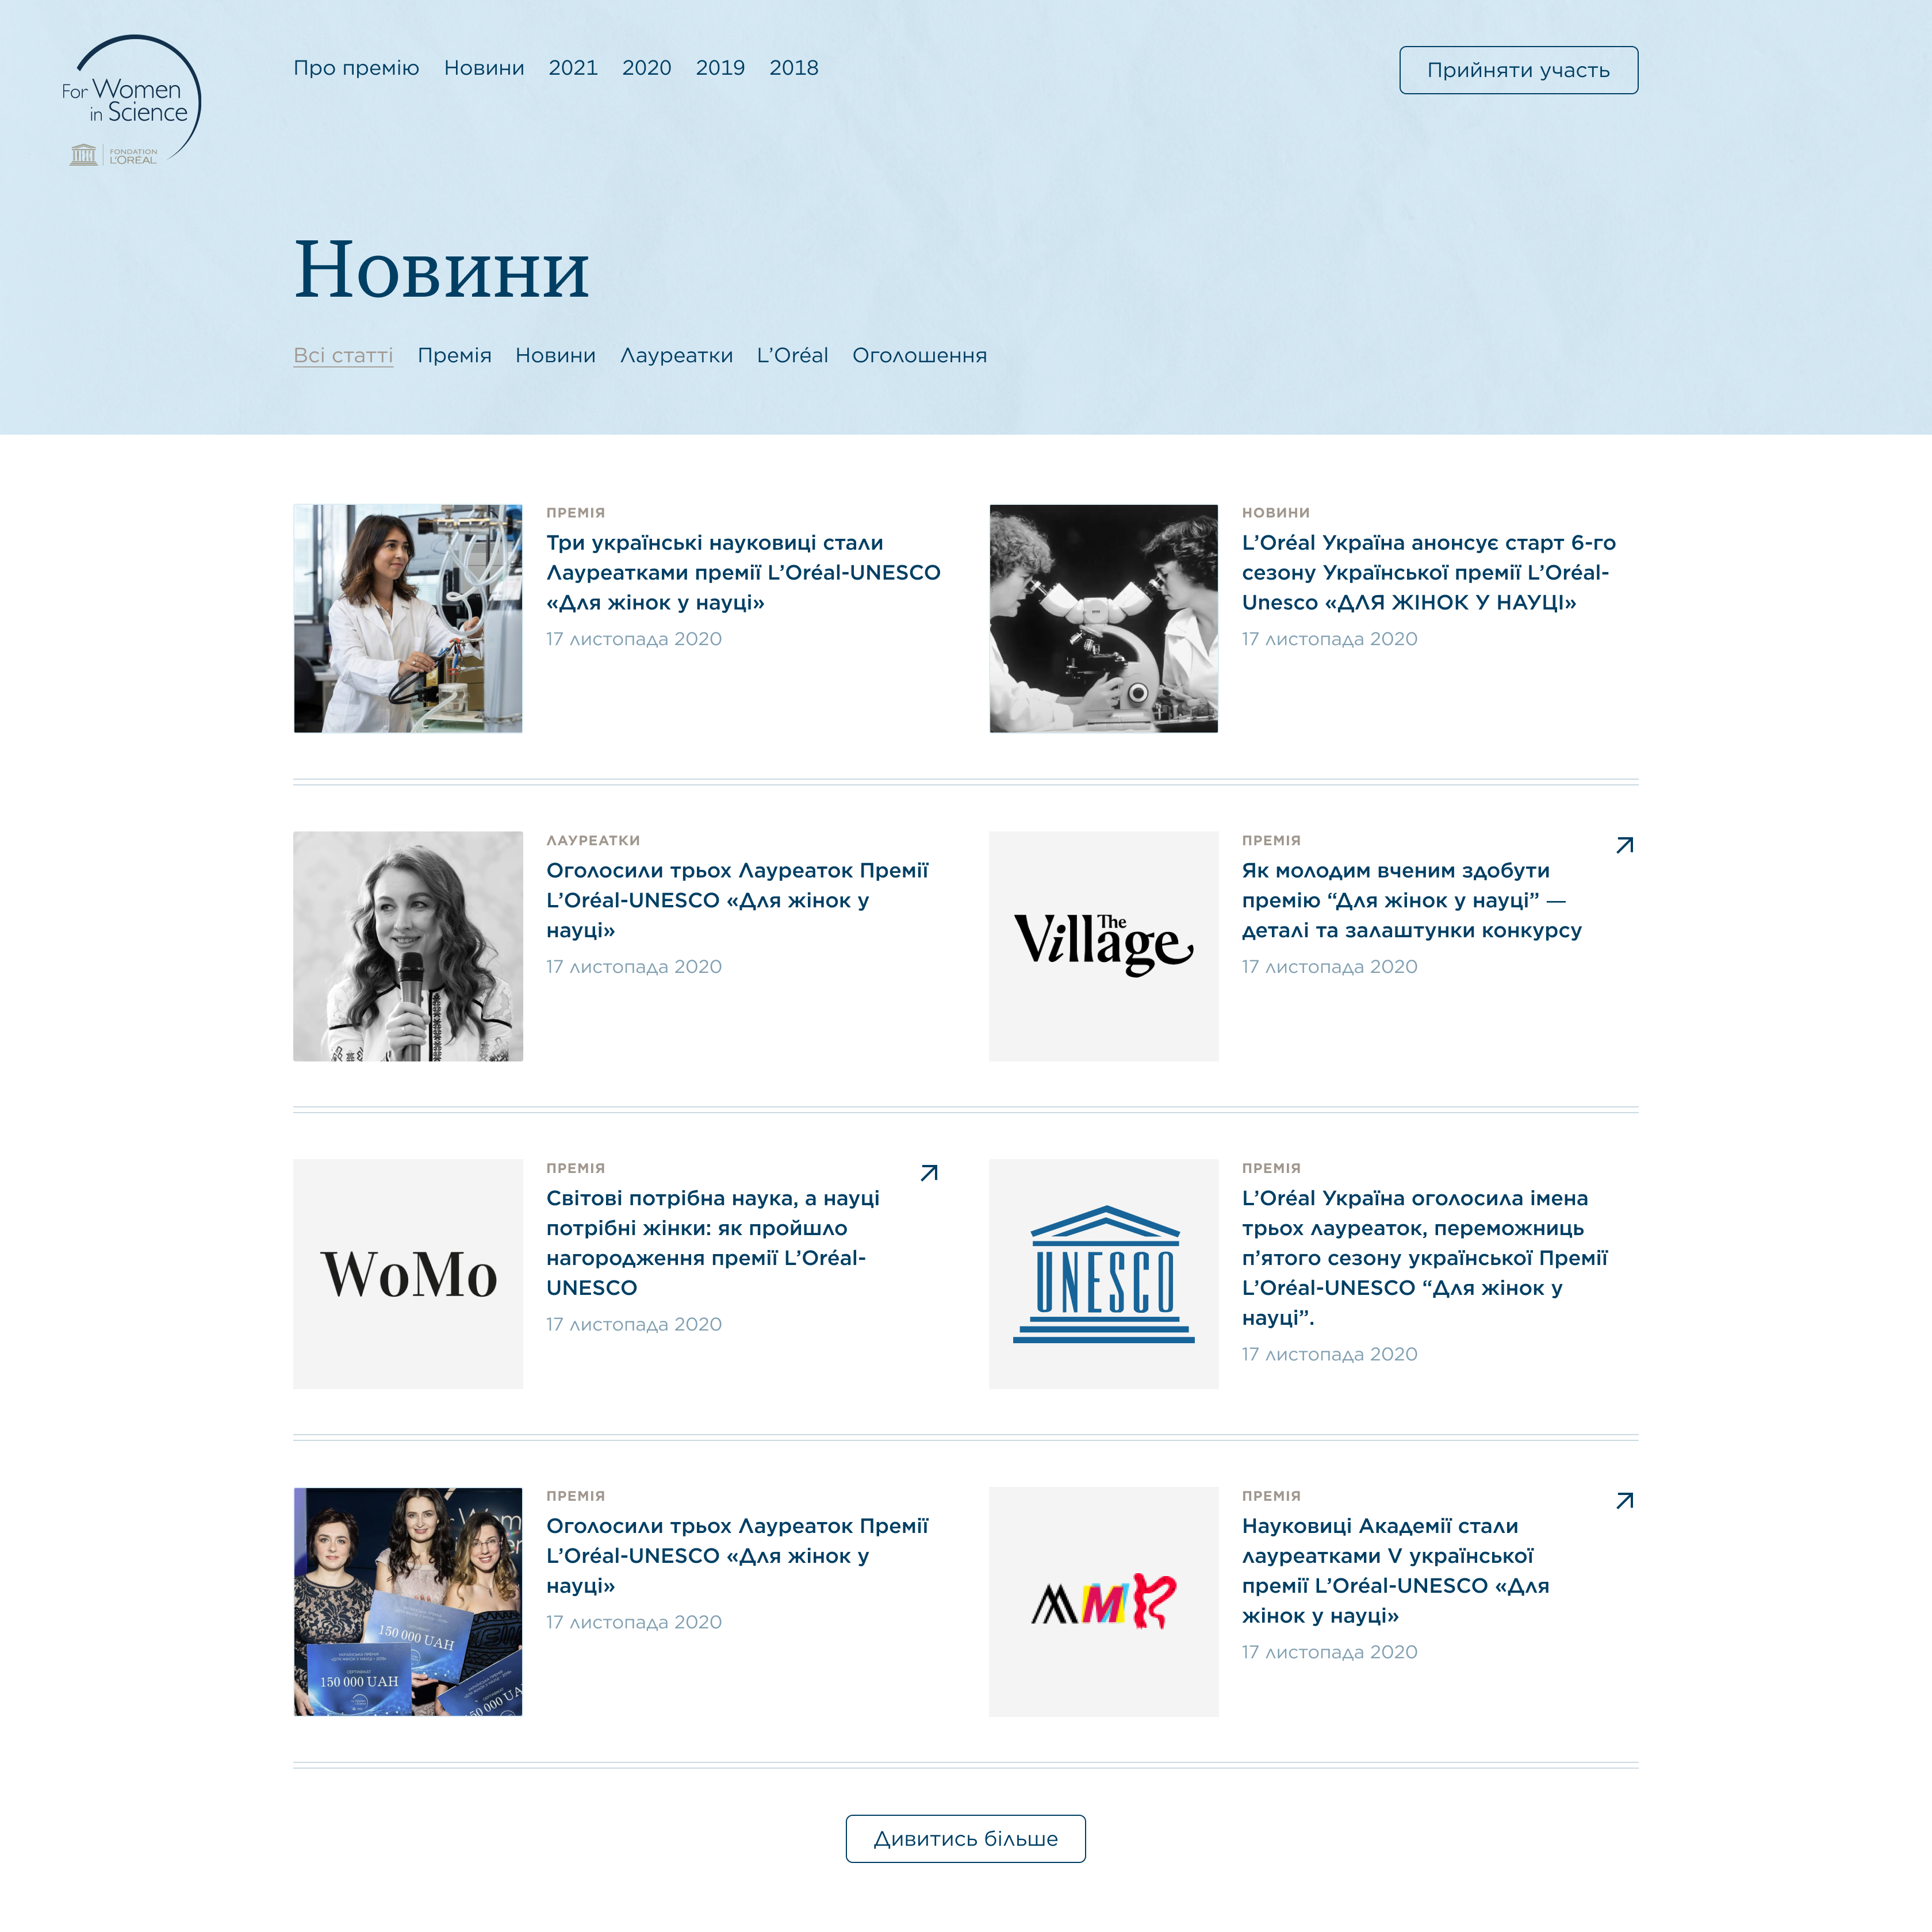 For Women
in Science
FONDATION
L'ORÉAL
Про премію Новини 2021 2020 2019 2018
Прийняти участь
Новини
Всі статті Премія Новини Лауреатки L’Oréal Оголошення
ПРЕМІЯ
Три українські науковиці стали
Лауреатками премії L’Oréal-UNESCO
«Для жінок у науці»
17 листопада 2020
НОВИНИ
L’Oréal Україна анонсує старт 6-го
сезону Української премії L’Oréal-
Unesco «ДЛЯ ЖІНОК У НАУЦІ»
17 листопада 2020
ЛАУРЕАТКИ
Оголосили трьох Лауреаток Премії
L’Oréal-UNESCO «Для жінок у
науці»
17 листопада 2020
The
Village
ПРЕМІЯ
Як молодим вченим здобути
премію “Для жінок у науці” —
деталі та залаштунки конкурсу
17 листопада 2020
WoMo
ПРЕМІЯ
Світові потрібна наука, а науці
потрібні жінки: як пройшло
нагородження премії L’Oréal-
UNESCO
17 листопада 2020
UNESCO
ПРЕМІЯ
L’Oréal Україна оголосила імена
трьох лауреаток, переможниць
п’ятого сезону української Премії
L’Oréal-UNESCO “Для жінок у
науці”.
17 листопада 2020
150 000 UAH
СЕРТИФІКАТ
150 000 UAH
ПРЕМІЯ
Оголосили трьох Лауреаток Премії
L’Oréal-UNESCO «Для жінок у
науці»
17 листопада 2020
ММК
ПРЕМІЯ
Науковиці Академії стали
лауреатками V української
премії L’Oréal-UNESCO «Для
жінок у науці»
17 листопада 2020
Дивитись більше